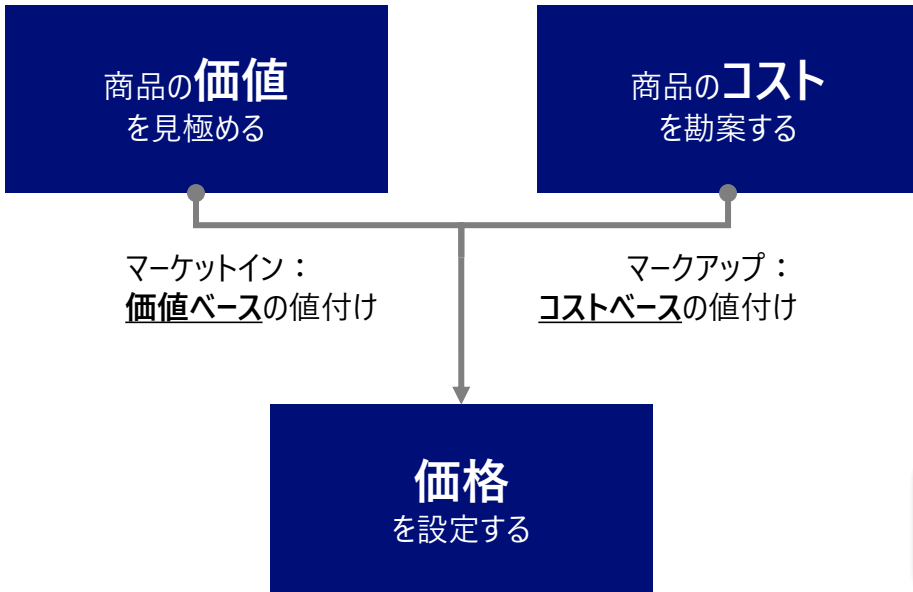 商品の価値
を見極める
商品のコスト
を勘案する
マーケットイン：
価値ベースの値付け
マークアップ：
コストベースの値付け
価格
を設定する